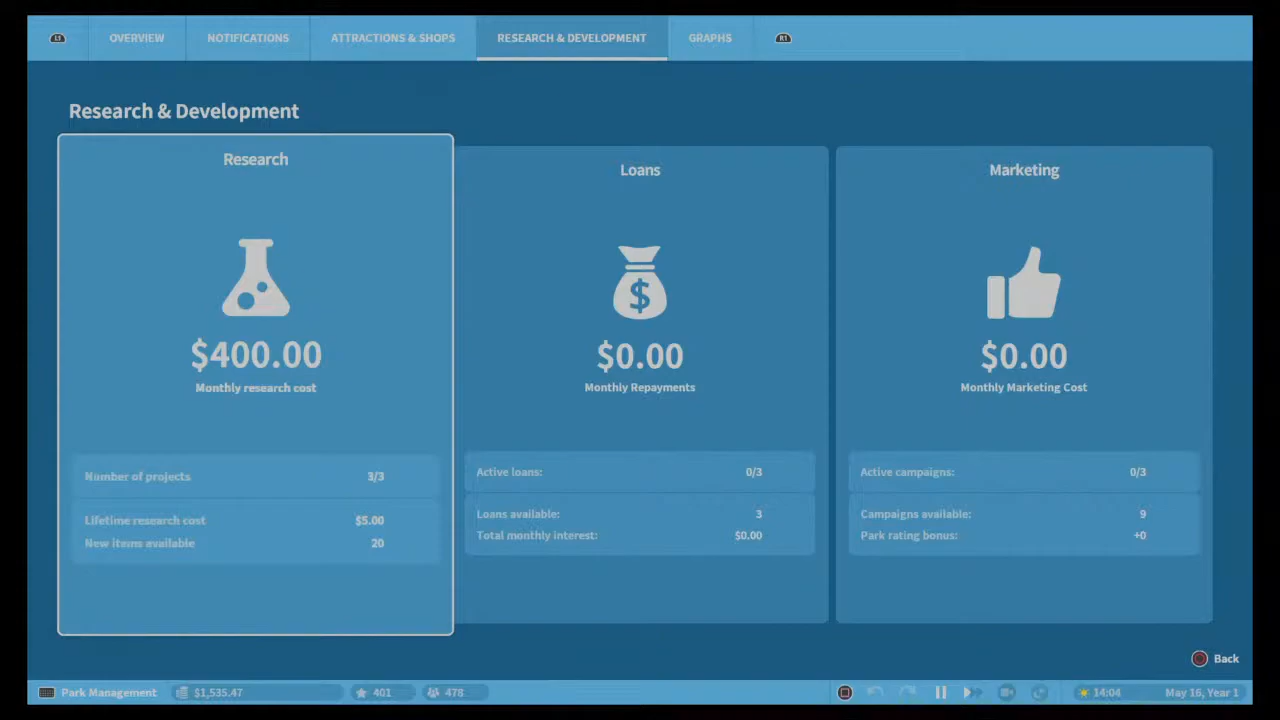 L1 OVERVIEW NOTIFICATIONS ATTRACTIONS & SHOPS RESEARCH & DEVELOPMENT GRAPHS R1
Research & Development
Research
$400.00
Monthly research cost
Number of projects 3/3
Lifetime research cost $5.00
New items available 20
Loans
$
$0.00
Monthly Repayments
Active loans: 0/3
Loans available: 3
Total monthly interest: $0.00
Marketing
$0.00
Monthly Marketing Cost
Active campaigns: 0/3
Campaigns available: 9
Park rating bonus: +0
Back
Park Management $1,535.47 401 478 14:04 May 16, Year 1